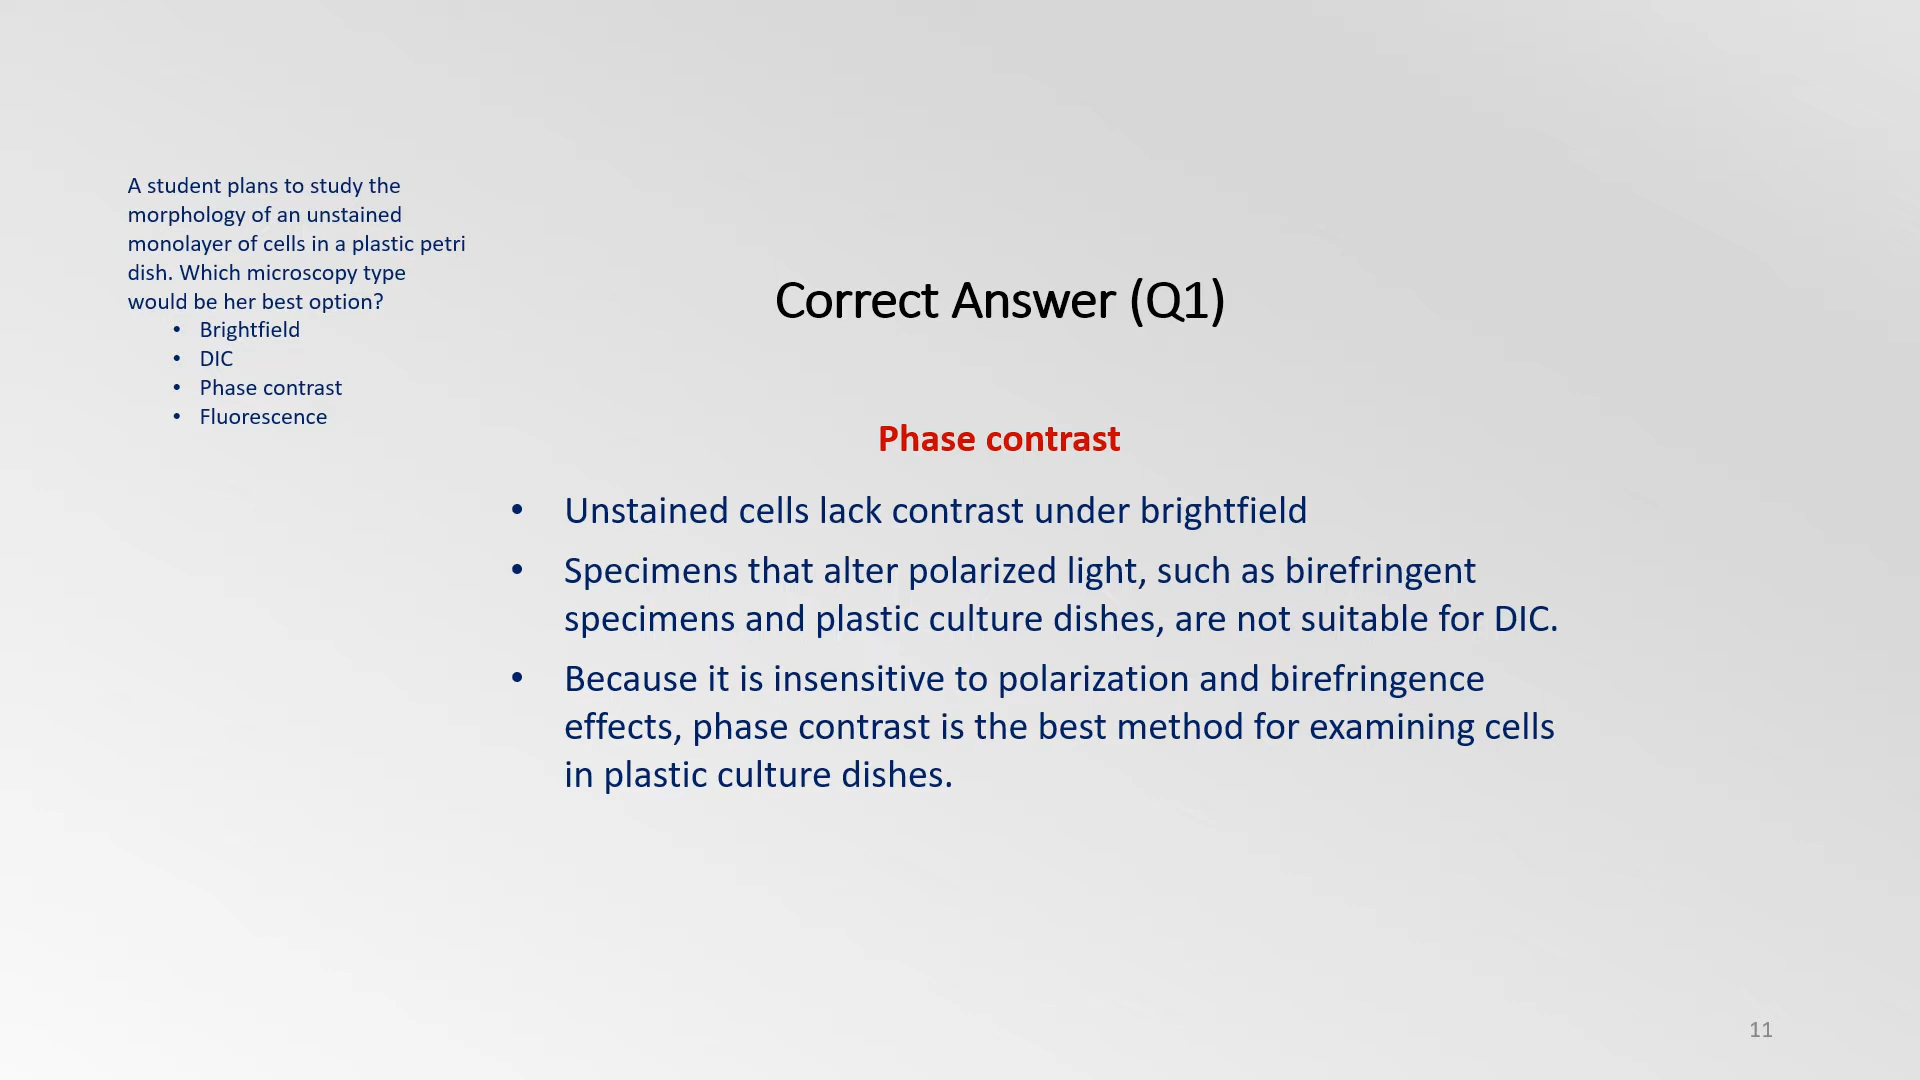 A student plans to study the
morphology of an unstained
monolayer of cells in a plastic petri
dish. Which microscopy type
would be her best option?
• Brightfield
• DIC
• Phase contrast
• Fluorescence
Correct Answer (Q1)
Phase contrast
• Unstained cells lack contrast under brightfield
• Specimens that alter polarized light, such as birefringent
specimens and plastic culture dishes, are not suitable for DIC.
• Because it is insensitive to polarization and birefringence
effects, phase contrast is the best method for examining cells
in plastic culture dishes.
11